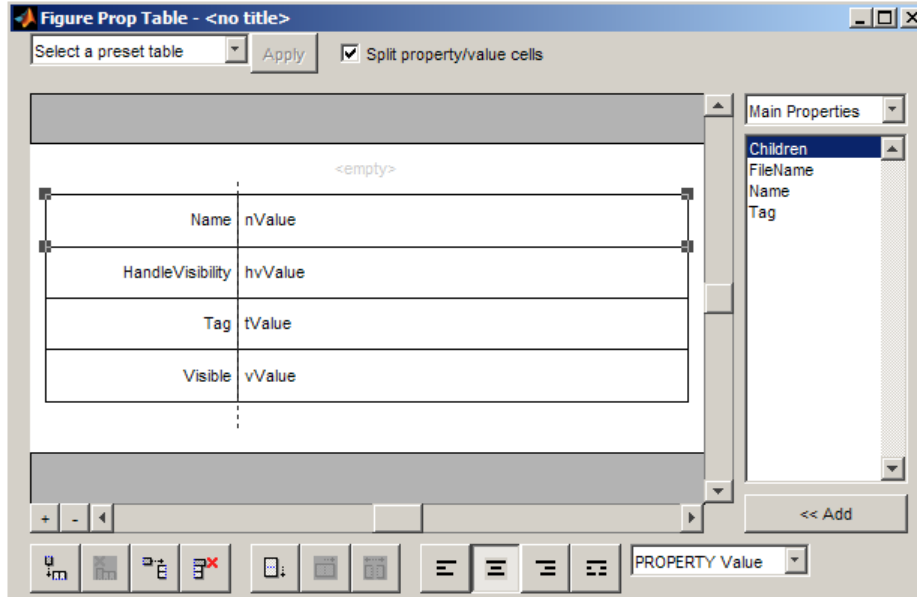 Figure Prop Table - <no title>
Select a preset table
Apply
Split property/value cells
Main Properties
Children
FileName
Name
Tag
<empty>
Name nValue
HandleVisibility hvValue
Tag tValue
Visible vValue
+ -
<< Add
PROPERTY Value